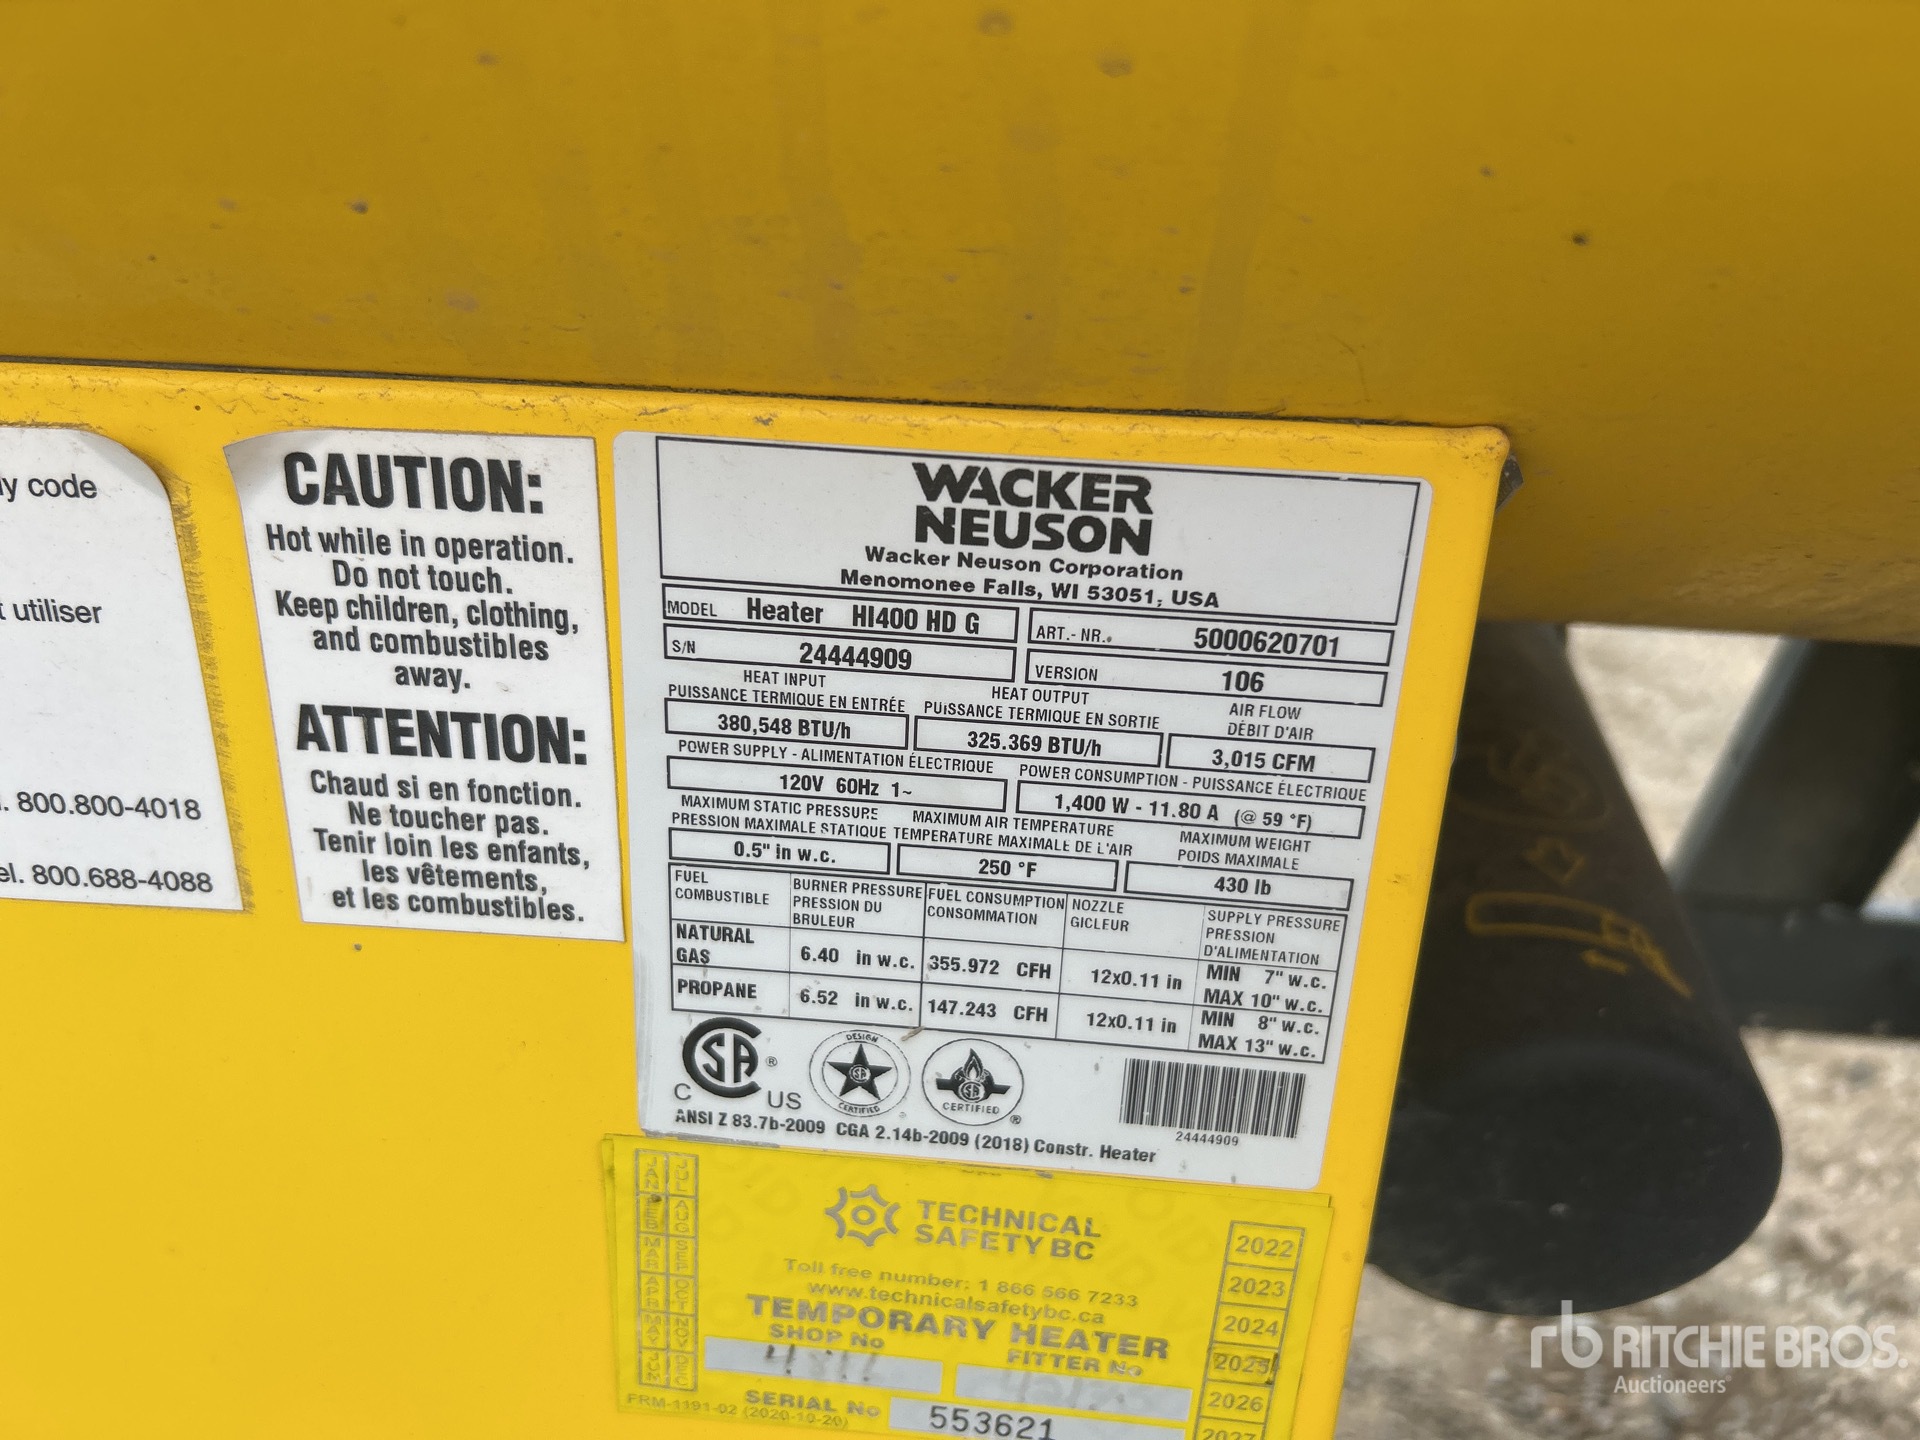 ly code
utiliser
. 800.800-4018
el. 800.688-4088
CAUTION:
Hot while in operation.
Do not touch.
Keep children, clothing,
and combustibles
away.
ATTENTION:
Chaud si en fonction.
Ne toucher pas.
Tenir loin les enfants,
les vêtements,
et les combustibles.
WACKER
NEUSON
Wacker Neuson Corporation
Menomonee Falls, WI 53051, USA
MODEL Heater HI400 HD G
ART.- NR. 5000620701
S/N 24444909
VERSION 106
HEAT INPUT
PUISSANCE TERMIQUE EN ENTRÉE
380,548 BTU/h
HEAT OUTPUT
PUISSANCE TERMIQUE EN SORTIE
325.369 BTU/h
AIR FLOW
DÉBIT D'AIR
3,015 CFM
POWER SUPPLY - ALIMENTATION ÉLECTRIQUE
120V 60Hz 1~
POWER CONSUMPTION - PUISSANCE ÉLECTRIQUE
1,400 W - 11.80 A (@ 59 °F)
MAXIMUM STATIC PRESSURE
PRESSION MAXIMALE STATIQUE
0.5" in w.c.
MAXIMUM AIR TEMPERATURE
TEMPERATURE MAXIMALE DE L'AIR
250 °F
MAXIMUM WEIGHT
POIDS MAXIMALE
430 lb
FUEL
COMBUSTIBLE
BURNER PRESSURE
PRESSION DU
BRULEUR
FUEL CONSUMPTION
CONSOMMATION
NOZZLE
GICLEUR
SUPPLY PRESSURE
PRESSION
D'ALIMENTATION
NATURAL
GAS
6.40 in w.c.
355.972 CFH
12x0.11 in
MIN 7" w.c.
MAX 10" w.c.
PROPANE
6.52 in w.c.
147.243 CFH
12x0.11 in
MIN 8" w.c.
MAX 13" w.c.
CSA
®
C US
DESIGN
SA
CERTIFIED
SA
CERTIFIED
®
24444909
ANSI Z 83.7b-2009 CGA 2.14b-2009 (2018) Constr. Heater
JAN
FEB
MAR
APR
MAY
JUN
JUL
AUG
SEP
OCT
NOV
DEC
TECHNICAL
SAFETY BC
Toll free number: 1 866 566 7233
www.technicalsafetybc.ca
TEMPORARY HEATER
SHOP No
FITTER No
SERIAL No 553621
FRM-1191-02 (2020-10-20)
2022
2023
2024
2025
2026
2027
rb RITCHIE BROS.
Auctioneers